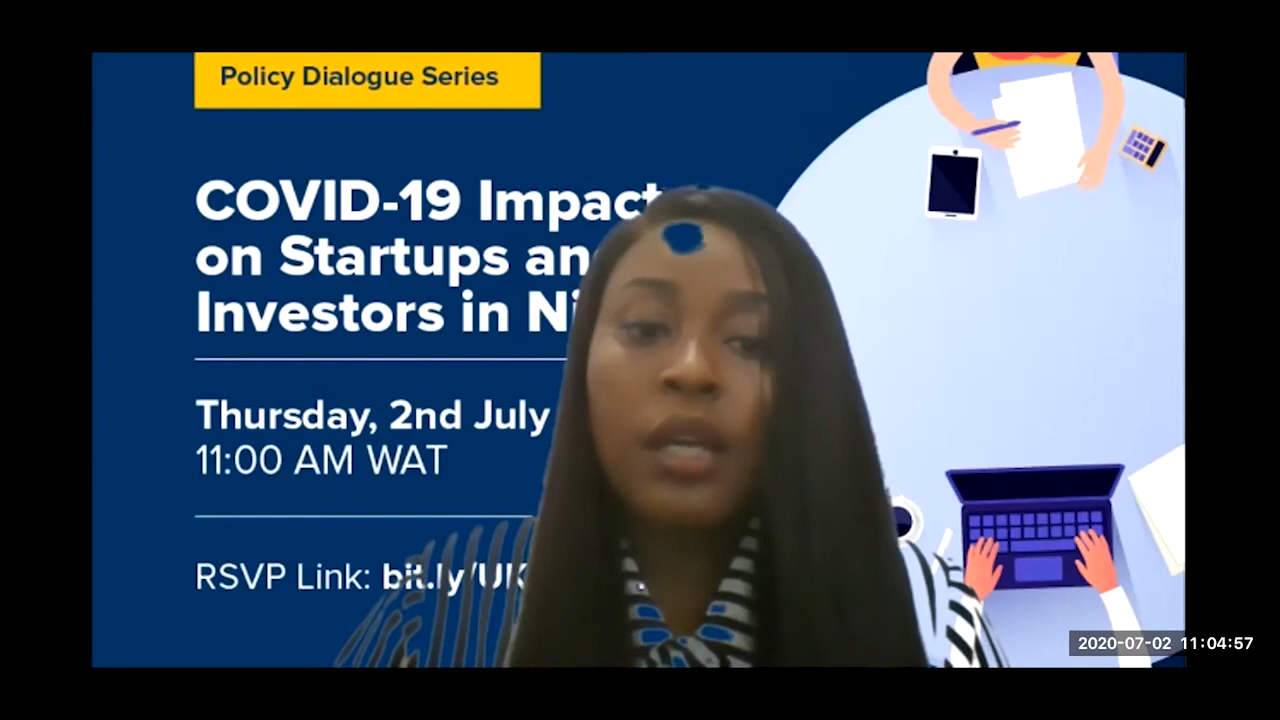 Policy Dialogue Series
COVID-19 Impact
on Startups an
Investors in Ni
Thursday, 2nd July
11:00 AM WAT
RSVP Link: bit.ly/UK
2020-07-02 11:04:57